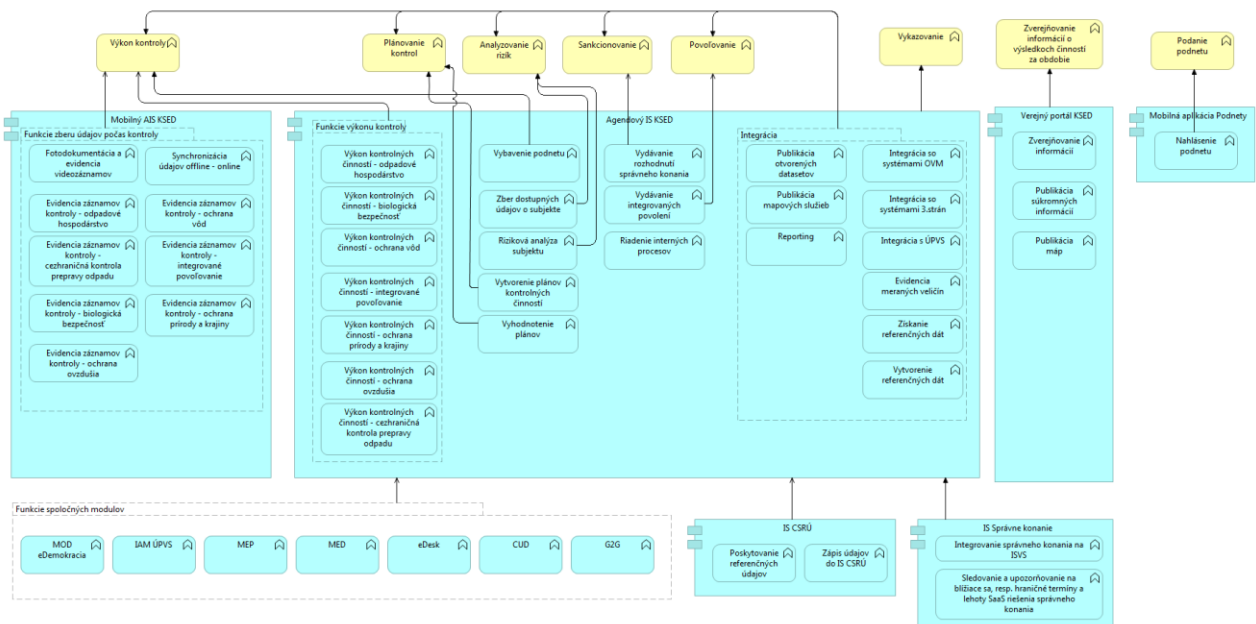 Výkon kontroly
Plánovanie
kontrol
Analyzovanie
rizík
Sankcionovanie
Povoľovanie
Vykazovanie
Zverejňovanie
informácií o
výsledkoch činností
za obdobie
Podanie
podnetu
Mobilný AIS KSED
Funkcie zberu údajov počas kontroly
Fotodokumentácia a
evidencia
videozáznamov
Synchronizácia
údajov offline - online
Evidencia záznamov
kontroly - odpadové
hospodárstvo
Evidencia záznamov
kontroly - ochrana
vôd
Evidencia záznamov
kontroly -
cezhraničná kontrola
prepravy odpadu
Evidencia záznamov
kontroly -
integrované
povoľovanie
Evidencia záznamov
kontroly - biologická
bezpečnosť
Evidencia záznamov
kontroly - ochrana
prírody a krajiny
Evidencia záznamov
kontroly - ochrana
ovzdušia
Agendový IS KSED
Funkcie výkonu kontroly
Výkon kontrolných
činností - odpadové
hospodárstvo
Výkon kontrolných
činností - biologická
bezpečnosť
Výkon kontrolných
činností - ochrana vôd
Výkon kontrolných
činností - integrované
povoľovanie
Výkon kontrolných
činností - ochrana
prírody a krajiny
Výkon kontrolných
činností - ochrana
ovzdušia
Výkon kontrolných
činností - cezhraničná
kontrola prepravy
odpadu
Vybavenie podnetu
Zber dostupných
údajov o subjekte
Riziková analýza
subjektu
Vytvorenie plánov
kontrolných
činností
Vyhodnotenie
plánov
Vydávanie
rozhodnutí
správneho konania
Vydávanie
integrovaných
povolení
Riadenie interných
procesov
Integrácia
Publikácia
otvorených
datasetov
Publikácia
mapových služieb
Reporting
Integrácia so
systémami OVM
Integrácia so
systémami 3.strán
Integrácia s ÚPVS
Evidencia
meraných veličín
Získanie
referenčných dát
Vytvorenie
referenčných dát
Verejný portál KSED
Zverejňovanie
informácií
Publikácia
súkromných
informácií
Publikácia
máp
Mobilná aplikácia Podnety
Nahlásenie
podnetu
Funkcie spoločných modulov
MOD
eDemokracia
IAM ÚPVS
MEP
MED
eDesk
CUD
G2G
IS CSRÚ
Poskytovanie
referenčných
údajov
Zápis údajov
do IS CSRÚ
IS Správne konanie
Integrovanie správneho konania na
ISVS
Sledovanie a upozorňovanie na
blížiace sa, resp. hraničné termíny a
lehoty SaaS riešenia správneho
konania